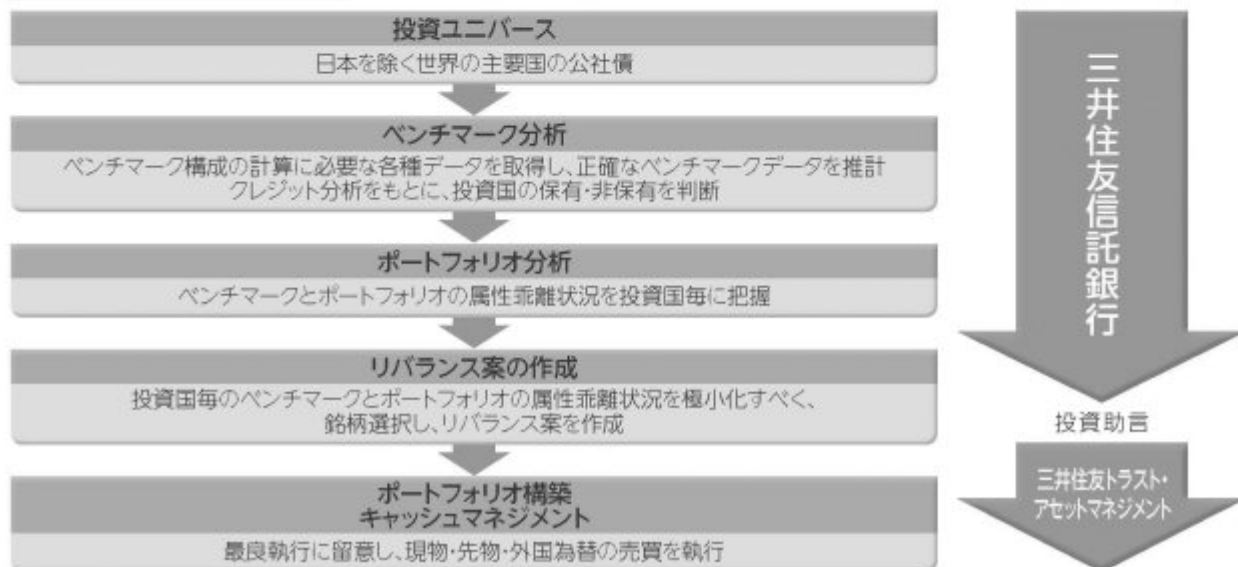 投資ユニバース
日本を除く世界の主要国の公社債
ベンチマーク分析
ベンチマーク構成の計算に必要な各種データを取得し、正確なベンチマークデータを推計
クレジット分析をもとに、投資国の保有・非保有を判断
ポートフォリオ分析
ベンチマークとポートフォリオの属性乖離状況を投資国毎に把握
リバランス案の作成
投資国毎のベンチマークとポートフォリオの属性乖離状況を極小化すべく、
銘柄選択し、リバランス案を作成
ポートフォリオ構築
キャッシュマネジメント
最良執行に留意し、現物・先物・外国為替の売買を執行
三井住友信託銀行
投資助言
三井住友トラスト・
アセットマネジメント